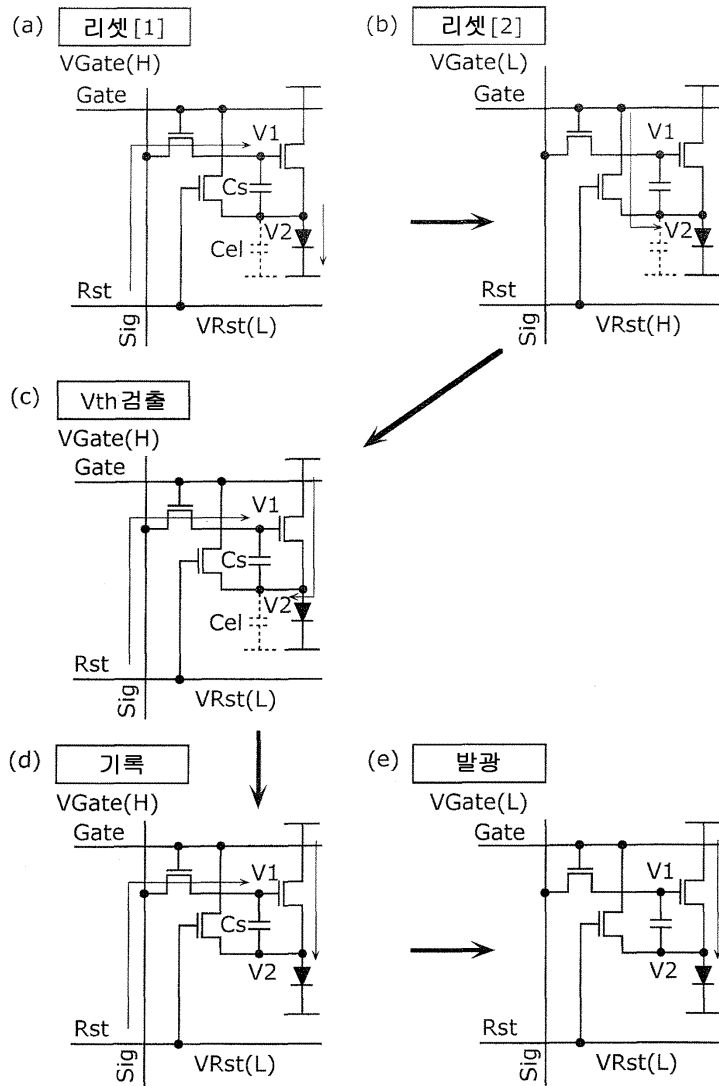 (a) 리셋[1]
VGate(H)
Gate
V1
Cs
V2
Cel
Rst
Sig
VRst(L)
(b) 리셋[2]
VGate(L)
Gate
V1
V2
Rst
Sig
VRst(H)
(c) Vth검출
VGate(H)
Gate
V1
Cs
V2
Cel
Rst
Sig
VRst(L)
(d) 기록
VGate(H)
Gate
V1
Cs
V2
Rst
Sig
VRst(L)
(e) 발광
VGate(L)
Gate
V1
V2
Rst
Sig
VRst(L)